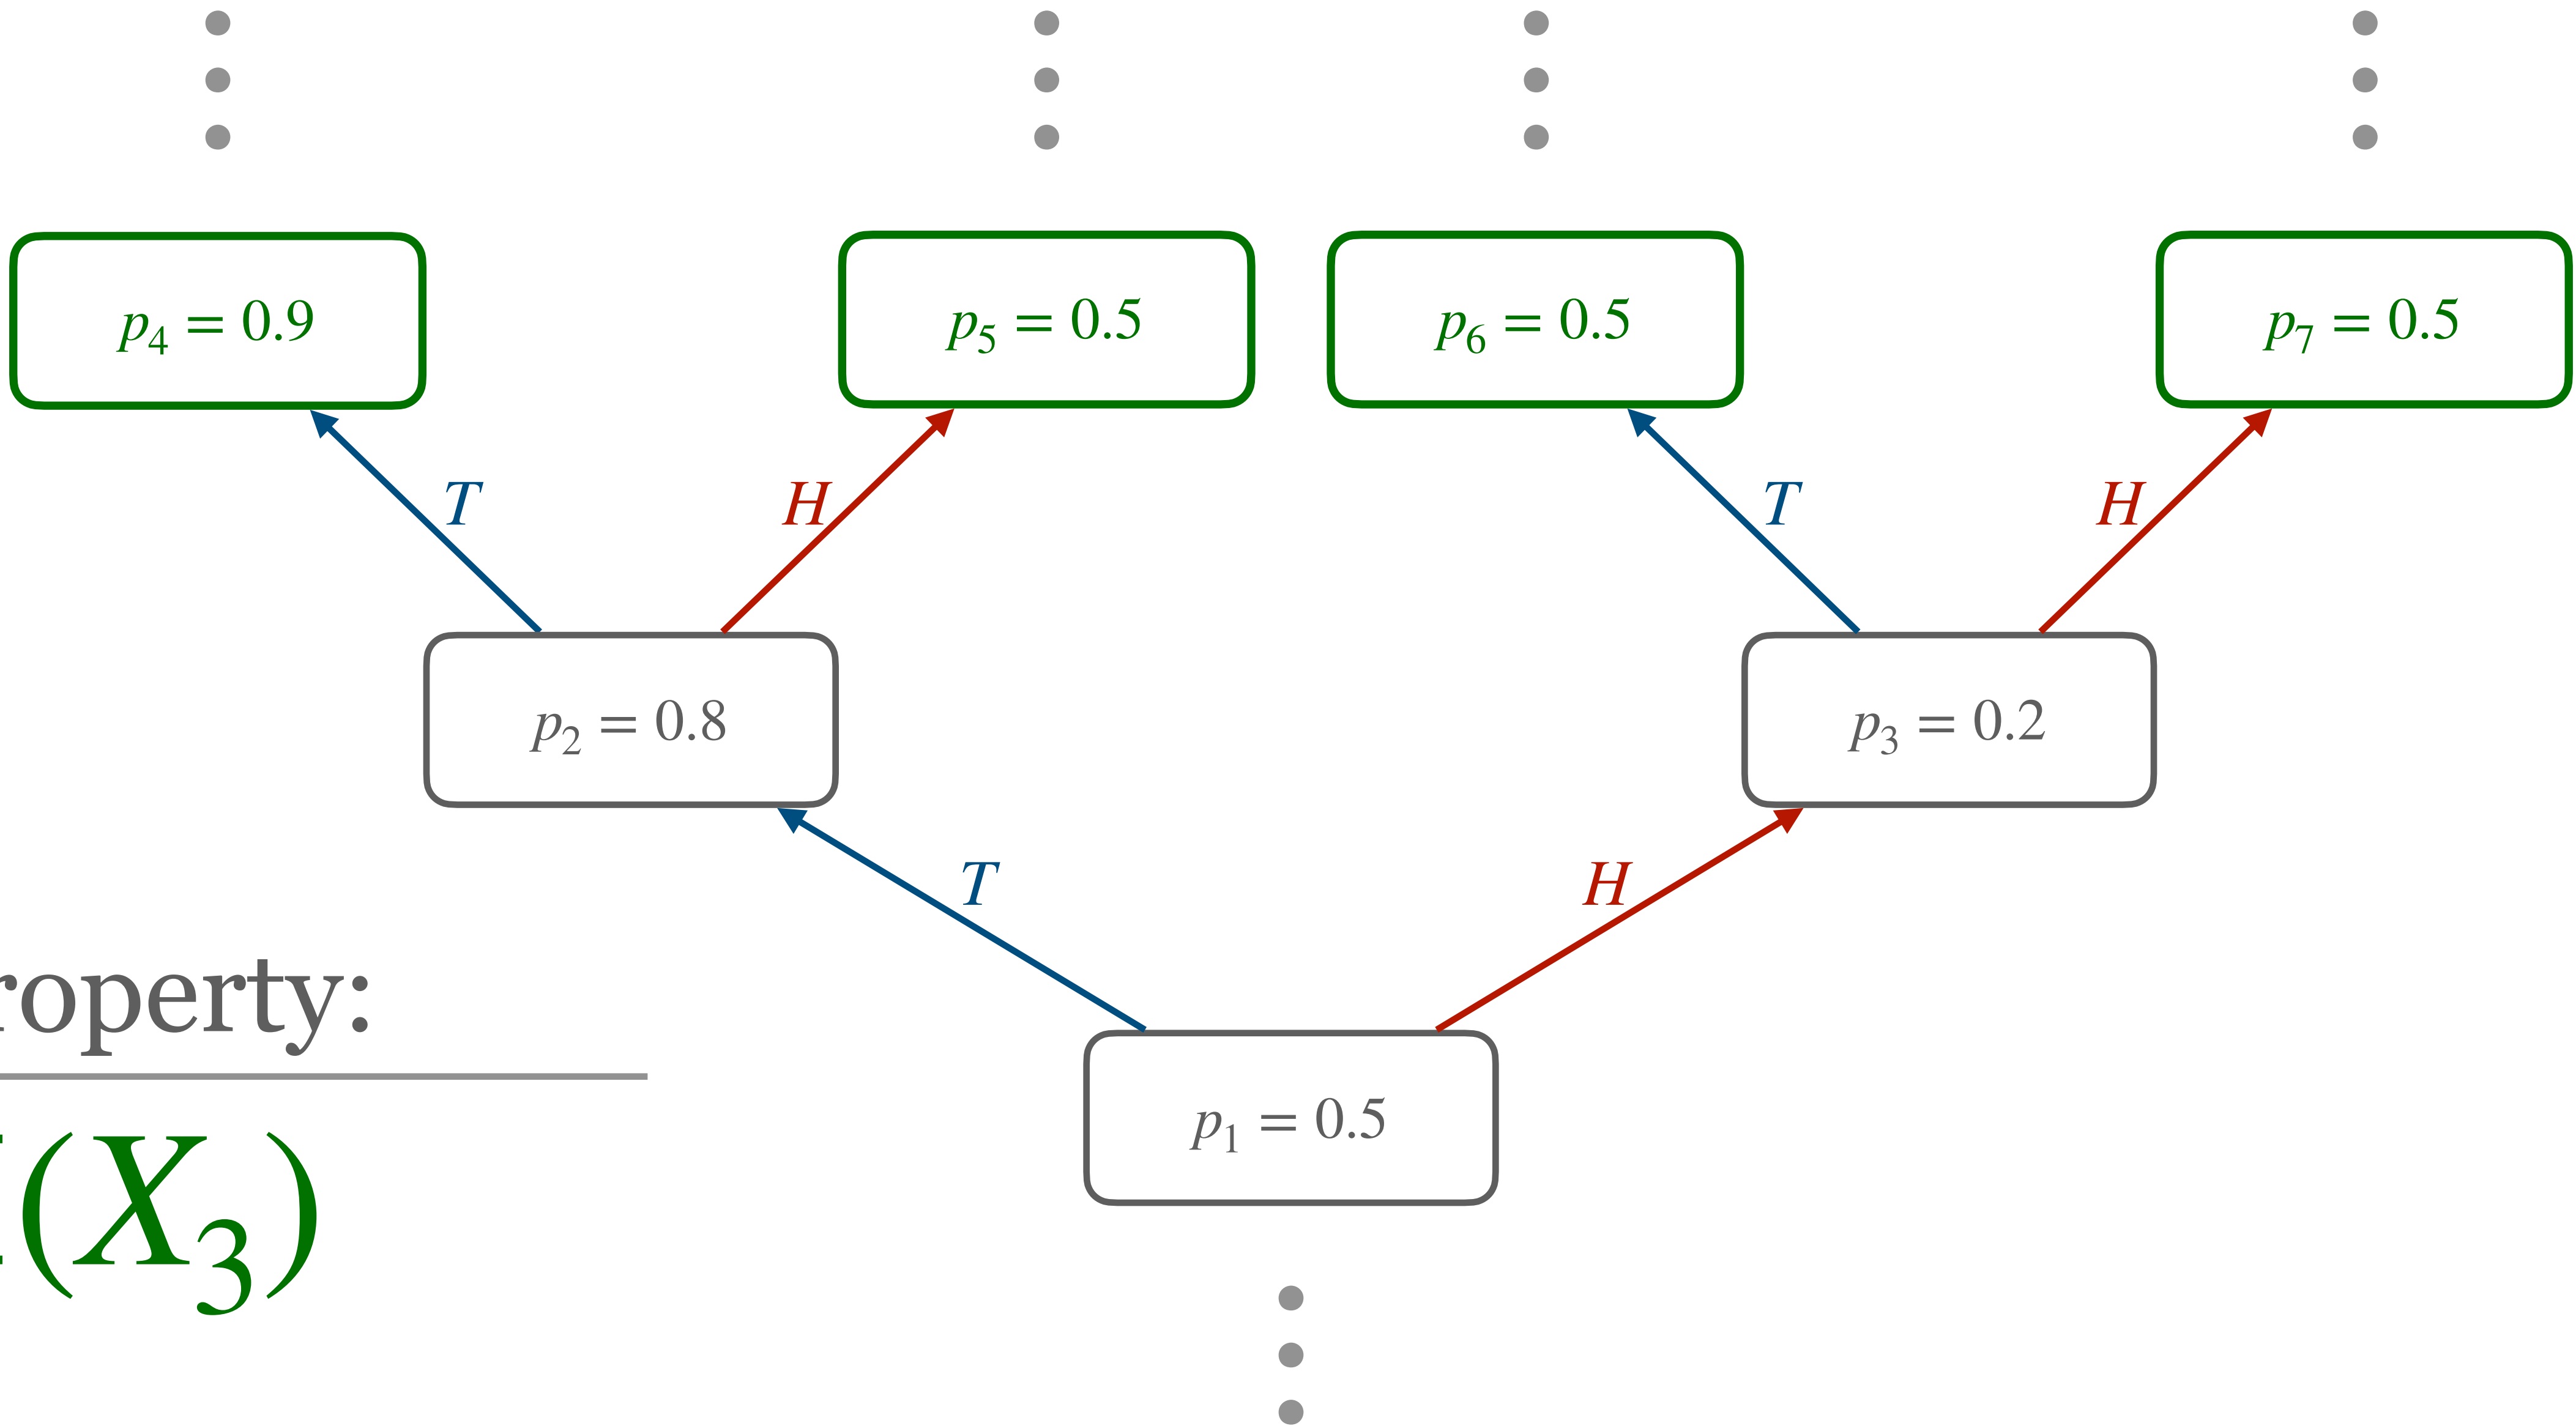 p₄ = 0.9
p₅ = 0.5
p₆ = 0.5
p₇ = 0.5
T
H
T
H
p₂ = 0.8
p₃ = 0.2
T
H
roperty:
p₁ = 0.5
(X₃)